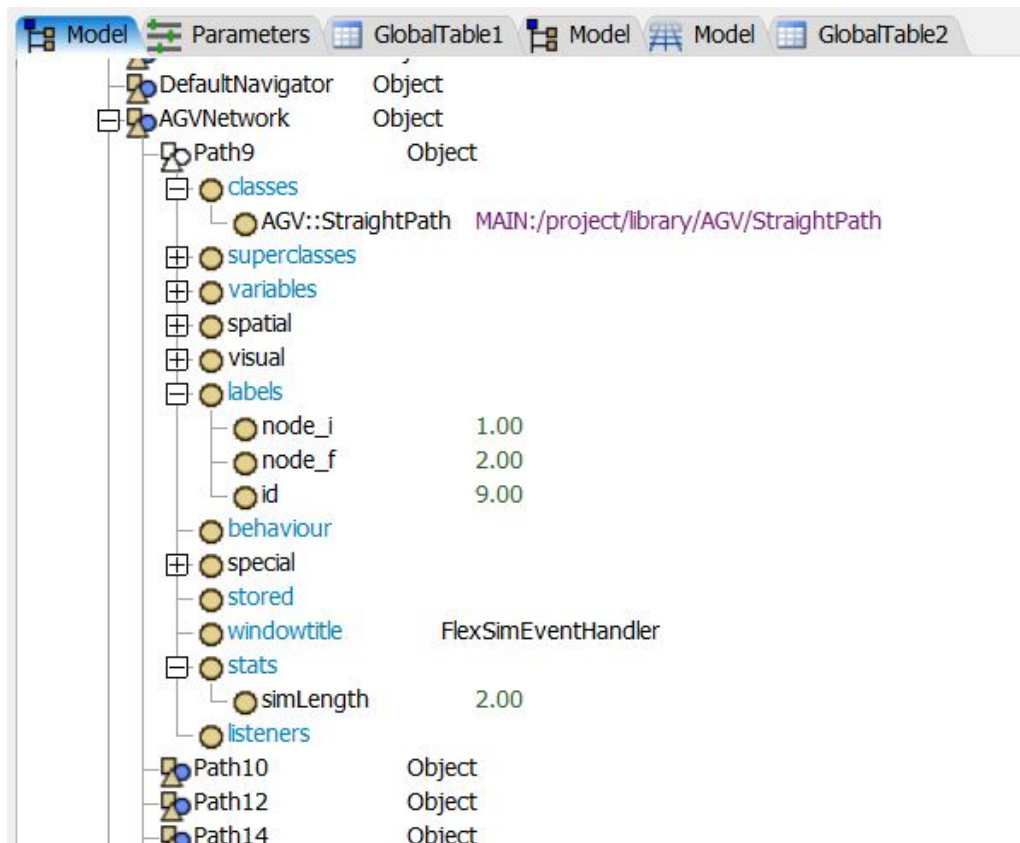 Model Parameters GlobalTable1 Model Model GlobalTable2
DefaultNavigator Object
AGVNetwork Object
Path9 Object
classes
AGV::StraightPath MAIN:/project/library/AGV/StraightPath
superclasses
variables
spatial
visual
labels
node_i 1.00
node_f 2.00
id 9.00
behaviour
special
stored
windowtitle FlexSimEventHandler
stats
simLength 2.00
listeners
Path10 Object
Path12 Object
Path14 Object